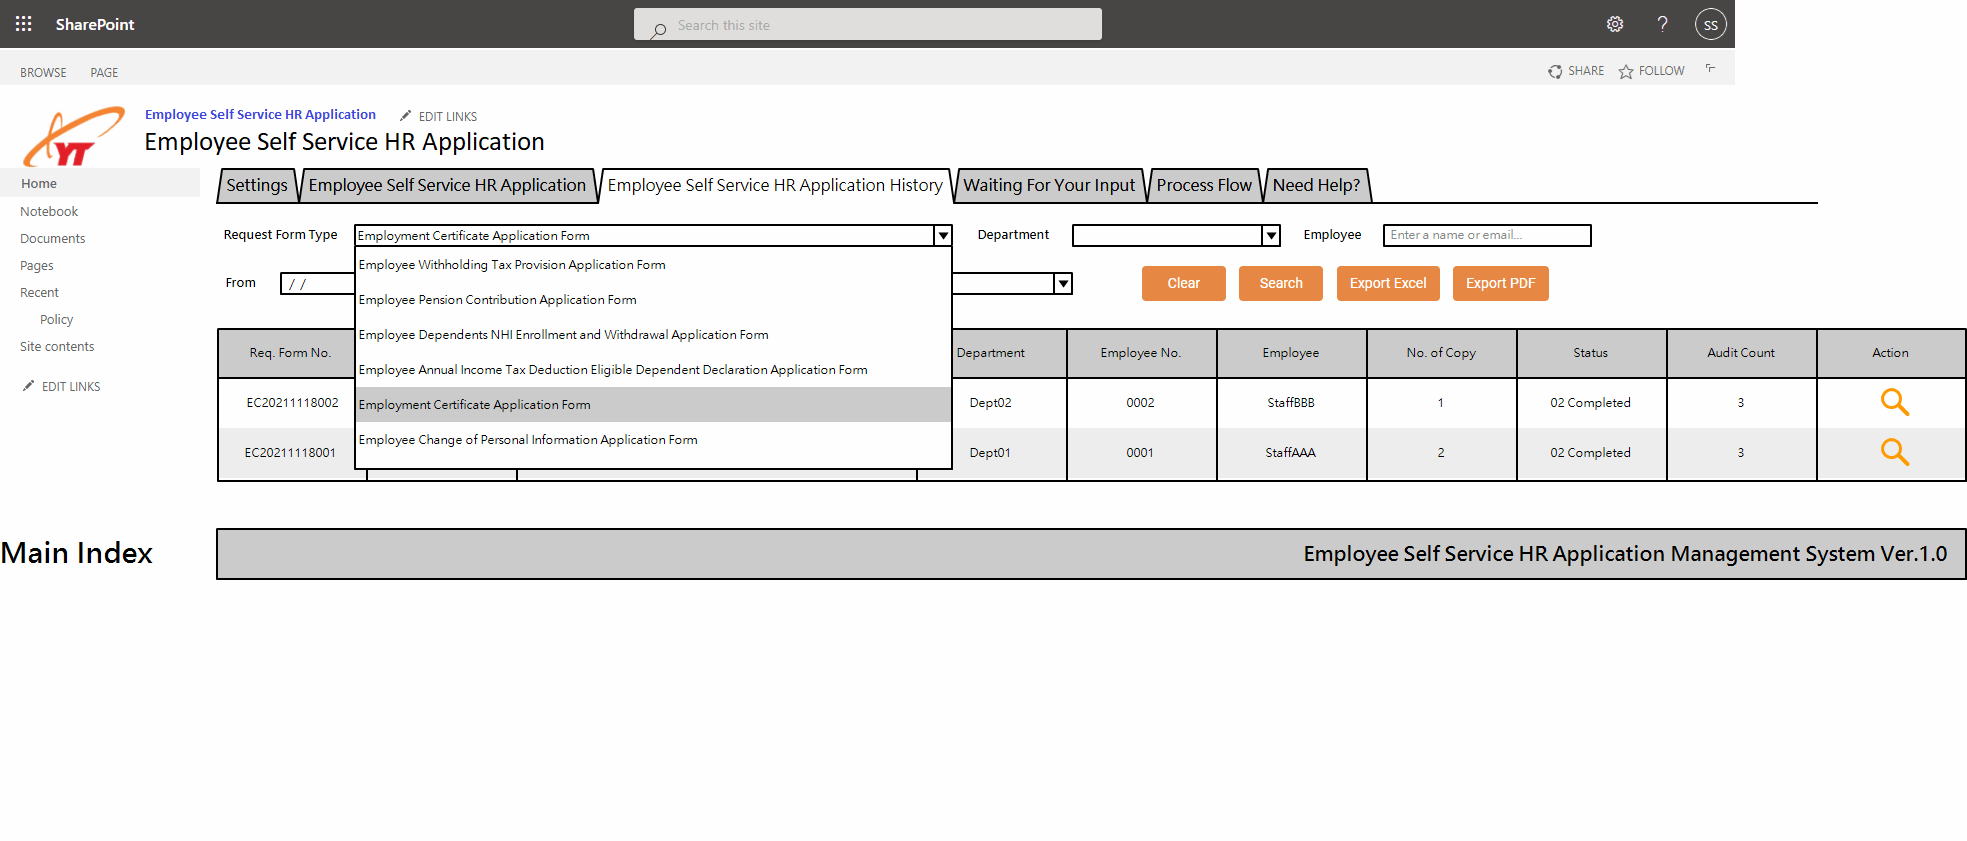 SharePoint
Search this site
?
SS
BROWSE PAGE
SHARE FOLLOW
YT
Employee Self Service HR Application
EDIT LINKS
Employee Self Service HR Application
Home
Notebook
Documents
Pages
Recent
Policy
Site contents
EDIT LINKS
Settings Employee Self Service HR Application Employee Self Service HR Application History Waiting For Your Input Process Flow Need Help?
Request Form Type Employment Certificate Application Form Department Employee Enter a name or email...
Employee Withholding Tax Provision Application Form
Employee Pension Contribution Application Form
Employee Dependents NHI Enrollment and Withdrawal Application Form
Employee Annual Income Tax Deduction Eligible Dependent Declaration Application Form
Employment Certificate Application Form
Employee Change of Personal Information Application Form
From / / Clear Search Export Excel Export PDF
Req. Form No. Department Employee No. Employee No. of Copy Status Audit Count Action
EC20211118002 Dept02 0002 StaffBBB 1 02 Completed 3
EC20211118001 Dept01 0001 StaffAAA 2 02 Completed 3
Main Index
Employee Self Service HR Application Management System Ver.1.0